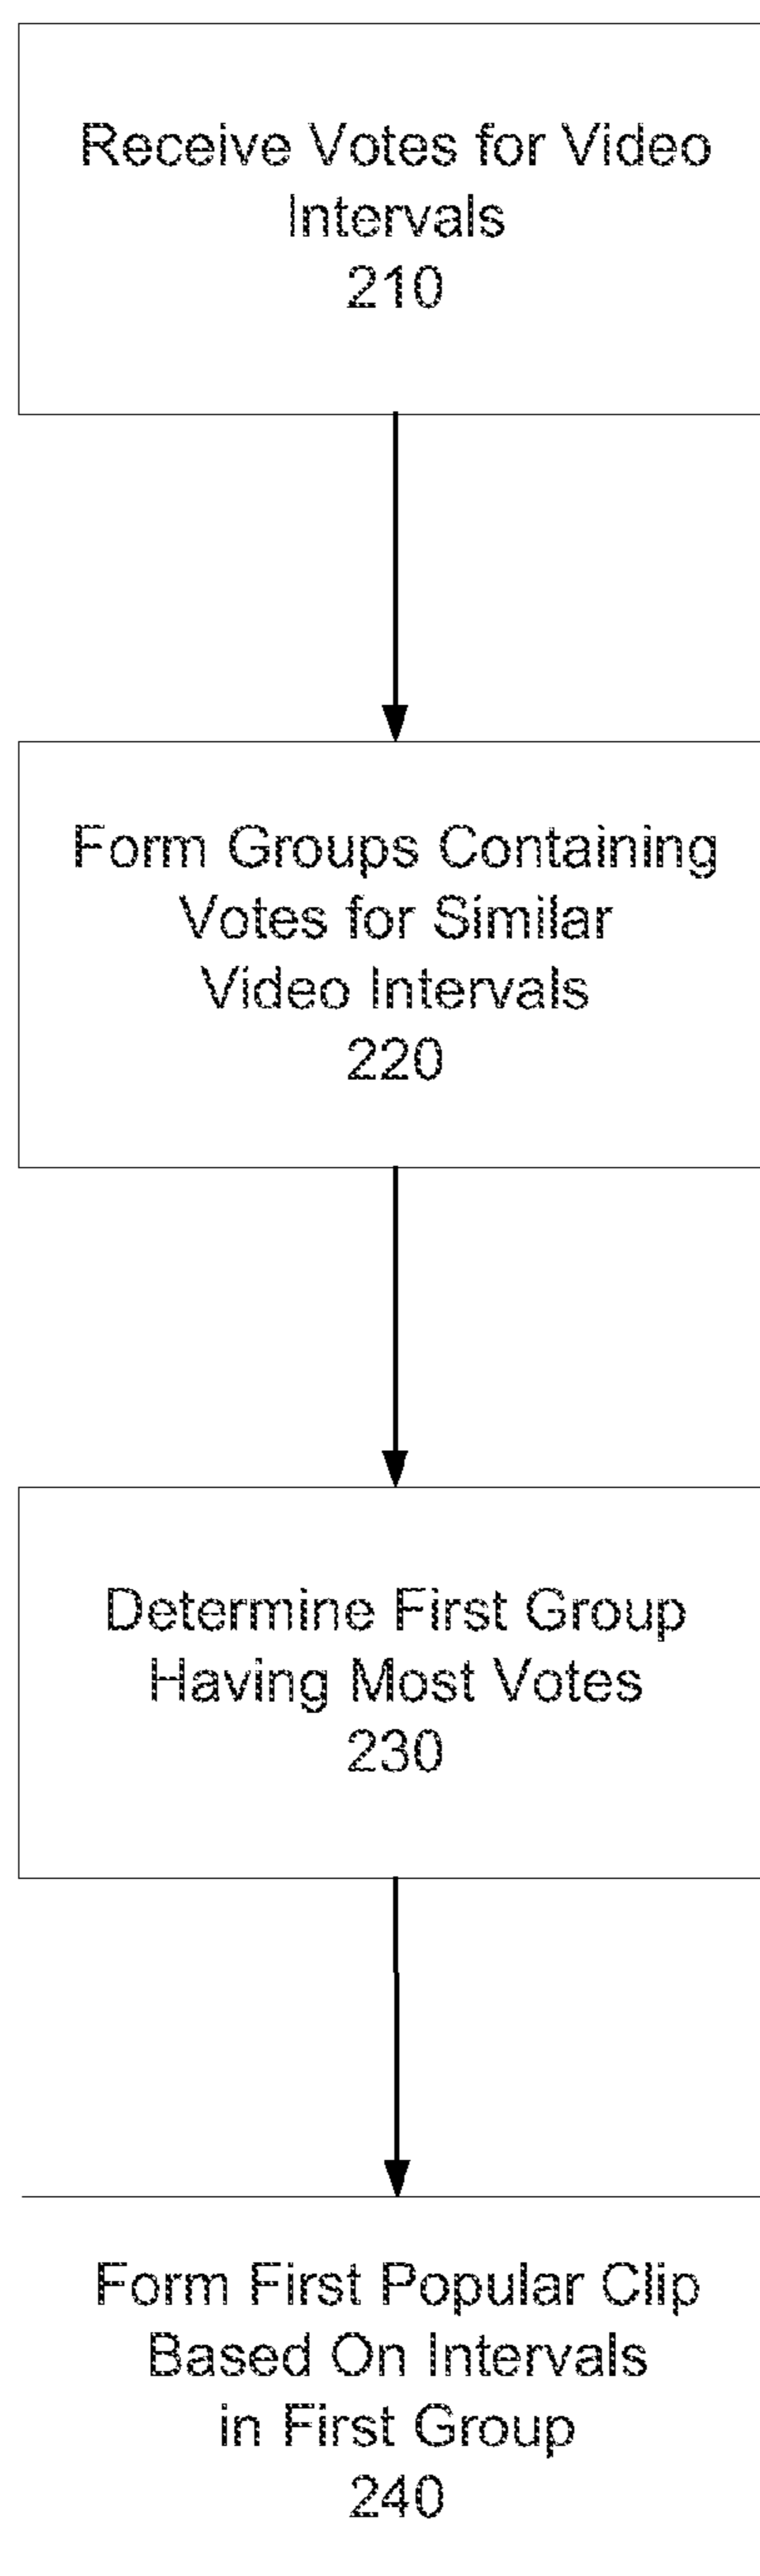 Receive Votes for Video
Intervals
210
Form Groups Containing
Votes for Similar
Video Intervals
220
Determine First Group
Having Most Votes
230
Form First Popular Clip
Based On Intervals
in First Group
240